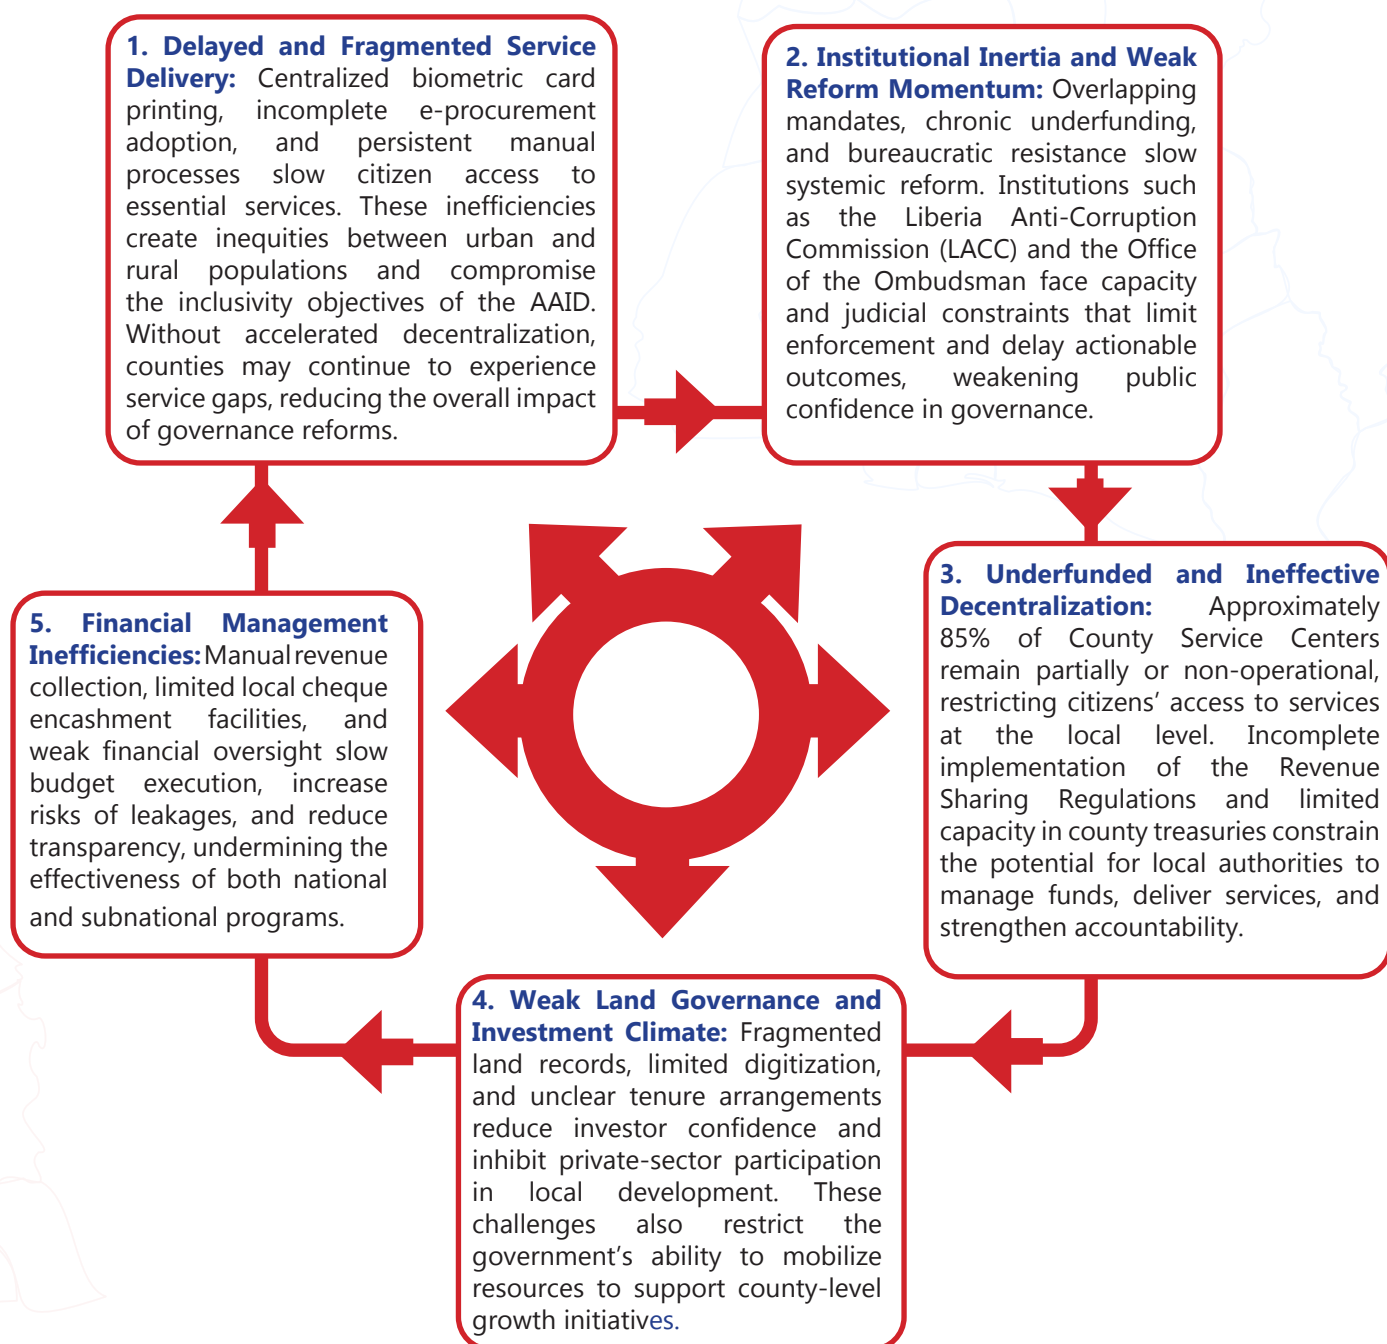 1. Delayed and Fragmented Service
Delivery: Centralized biometric card
printing, incomplete e-procurement
adoption, and persistent manual
processes slow citizen access to
essential services. These inefficiencies
create inequities between urban and
rural populations and compromise
the inclusivity objectives of the AAID.
Without accelerated decentralization,
counties may continue to experience
service gaps, reducing the overall impact
of governance reforms.
2. Institutional Inertia and Weak
Reform Momentum: Overlapping
mandates, chronic underfunding,
and bureaucratic resistance slow
systemic reform. Institutions such
as the Liberia Anti-Corruption
Commission (LACC) and the Office
of the Ombudsman face capacity
and judicial constraints that limit
enforcement and delay actionable
outcomes, weakening public
confidence in governance.
3. Underfunded and Ineffective
Decentralization: Approximately
85% of County Service Centers
remain partially or non-operational,
restricting citizens’ access to services
at the local level. Incomplete
implementation of the Revenue
Sharing Regulations and limited
capacity in county treasuries constrain
the potential for local authorities to
manage funds, deliver services, and
strengthen accountability.
4. Weak Land Governance and
Investment Climate: Fragmented
land records, limited digitization,
and unclear tenure arrangements
reduce investor confidence and
inhibit private-sector participation
in local development. These
challenges also restrict the
government’s ability to mobilize
resources to support county-level
growth initiatives.
5. Financial Management
Inefficiencies: Manual revenue
collection, limited local cheque
encashment facilities, and
weak financial oversight slow
budget execution, increase
risks of leakages, and reduce
transparency, undermining the
effectiveness of both national
and subnational programs.